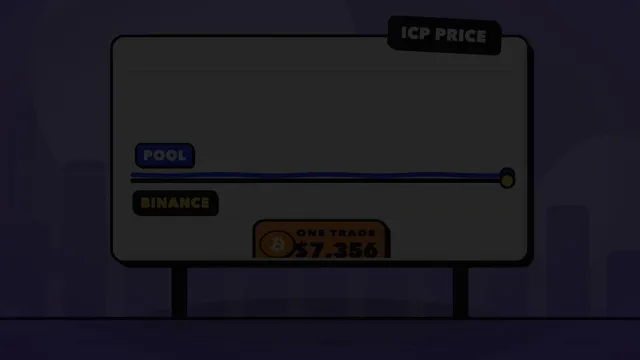 ICP PRICE
POOL
BINANCE
ONE TRADE
$7,356